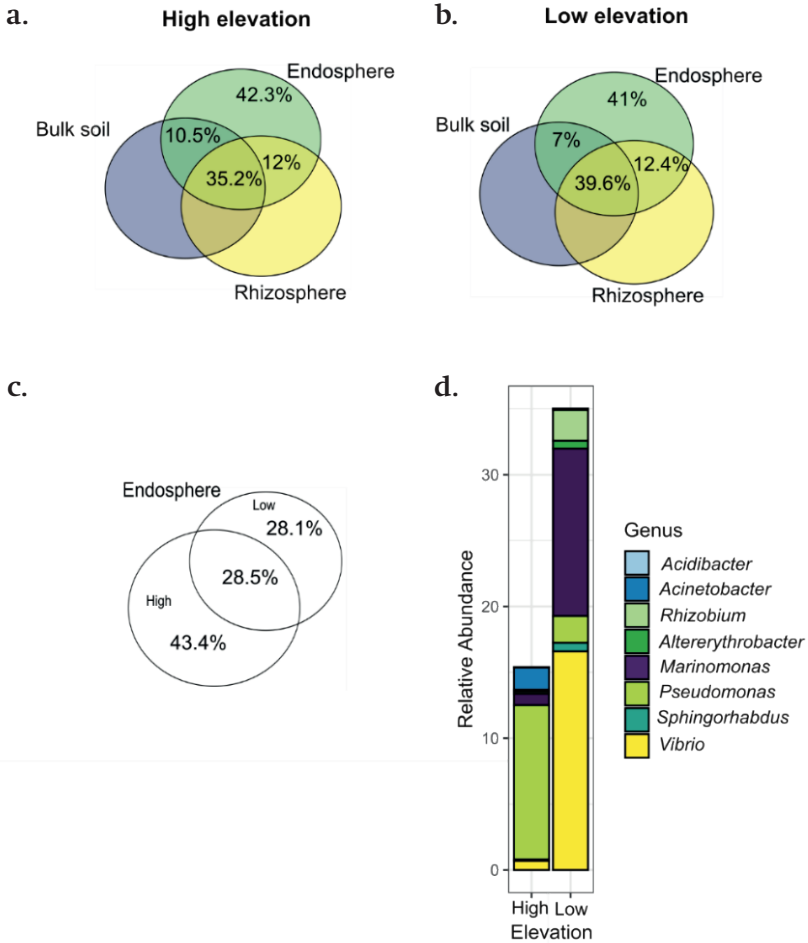 a.
High elevation
Endosphere
42.3%
Bulk soil
10.5%
12%
35.2%
Rhizosphere
b.
Low elevation
Endosphere
41%
Bulk soil
7%
12.4%
39.6%
Rhizosphere
c.
Endosphere
Low
28.1%
28.5%
High
43.4%
d.
Relative Abundance
30
20
10
0
High Low
Elevation
Genus
Acidibacter
Acinetobacter
Rhizobium
Altererythrobacter
Marinomonas
Pseudomonas
Sphingorhabdus
Vibrio